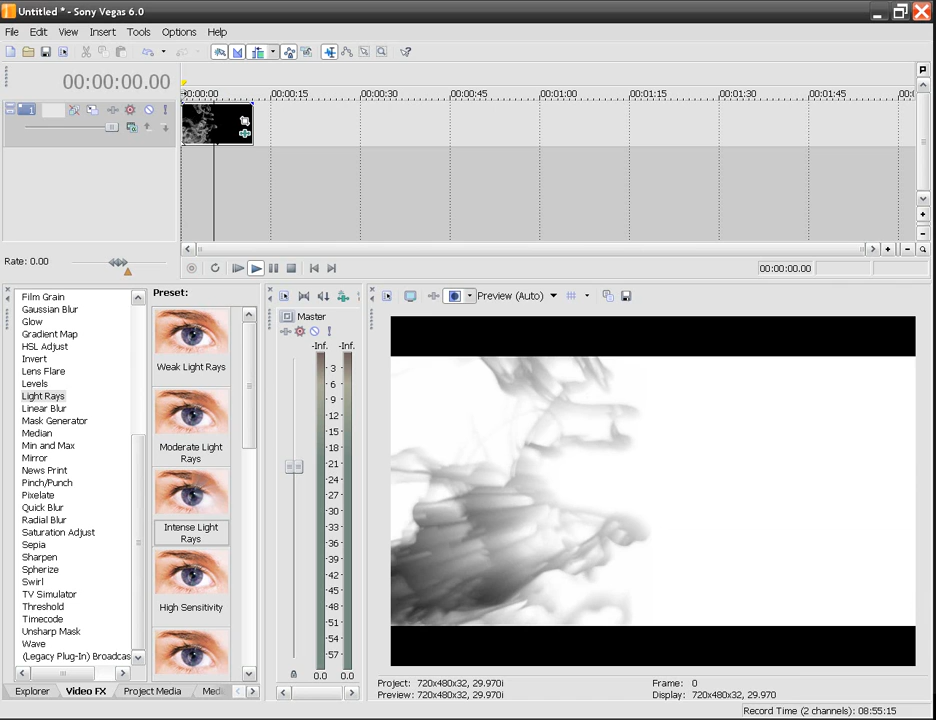 Untitled * - Sony Vegas 6.0
File Edit View Insert Tools Options Help
00:00:00.00
00:00:00 00:00:15 00:00:30 00:00:45 00:01:00 00:01:15 00:01:30 00:01:45 00:0
1
Rate: 0.00
00:00:00.00
Film Grain
Gaussian Blur
Glow
Gradient Map
HSL Adjust
Invert
Lens Flare
Levels
Light Rays
Linear Blur
Mask Generator
Median
Min and Max
Mirror
News Print
Pinch/Punch
Pixelate
Quick Blur
Radial Blur
Saturation Adjust
Sepia
Sharpen
Spherize
Swirl
TV Simulator
Threshold
Timecode
Unsharp Mask
Wave
(Legacy Plug-In) Broadcas
Preset:
Weak Light Rays
Moderate Light
Rays
Intense Light
Rays
High Sensitivity
Explorer Video FX Project Media Medi
Master
-Inf. -Inf.
3
6
9
12
15
18
21
24
27
30
33
36
39
42
45
48
51
54
57
0.0 0.0
Preview (Auto)
Project: 720x480x32, 29.970i
Preview: 720x480x32, 29.970i
Frame: 0
Display: 720x480x32, 29.970
Record Time (2 channels): 08:55:15